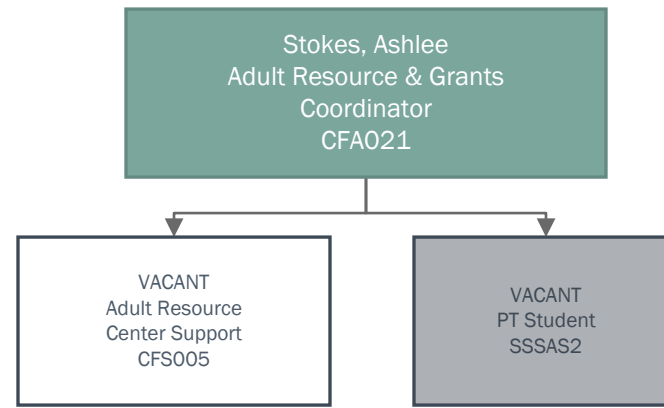 Stokes, Ashlee
Adult Resource & Grants
Coordinator
CFA021
VACANT
Adult Resource
Center Support
CFS005
VACANT
PT Student
SSSAS2